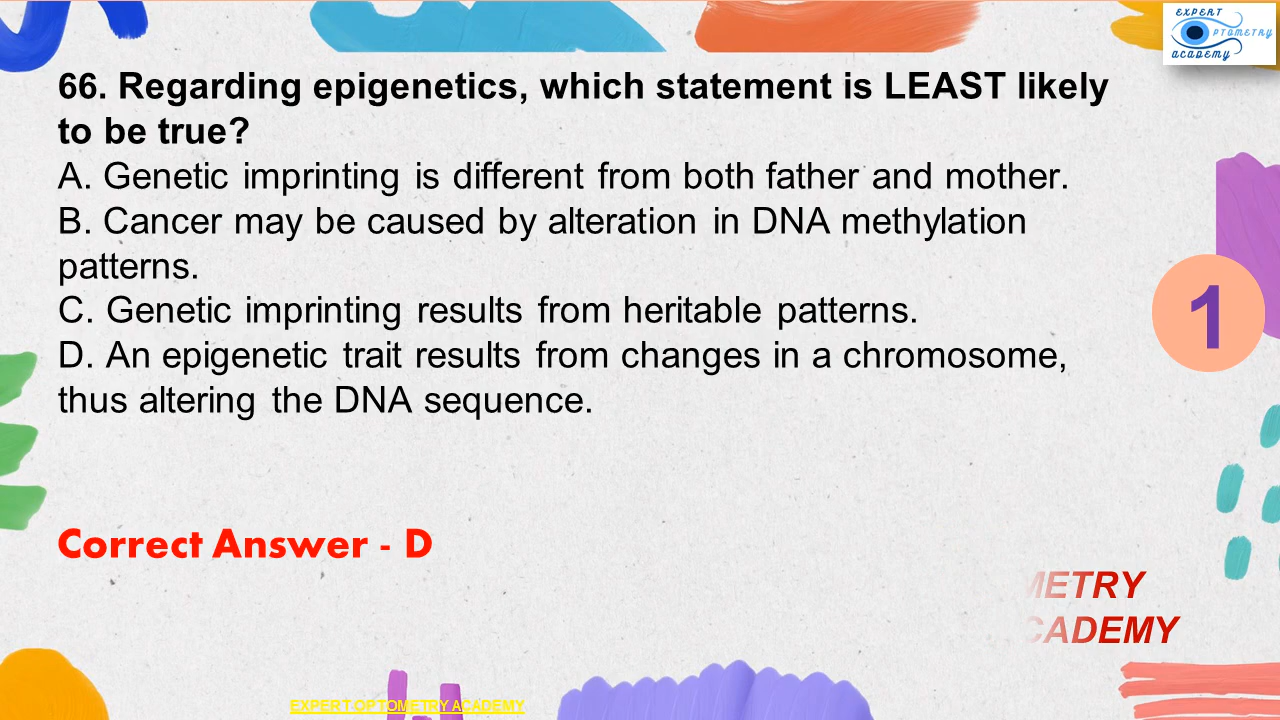 EXPERT
OPTOMETRY
academy
66. Regarding epigenetics, which statement is LEAST likely
to be true?
A. Genetic imprinting is different from both father and mother.
B. Cancer may be caused by alteration in DNA methylation
patterns.
C. Genetic imprinting results from heritable patterns.
D. An epigenetic trait results from changes in a chromosome,
thus altering the DNA sequence.
1
Correct Answer - D
METRY
CADEMY
EXPERT OPTOMETRY ACADEMY